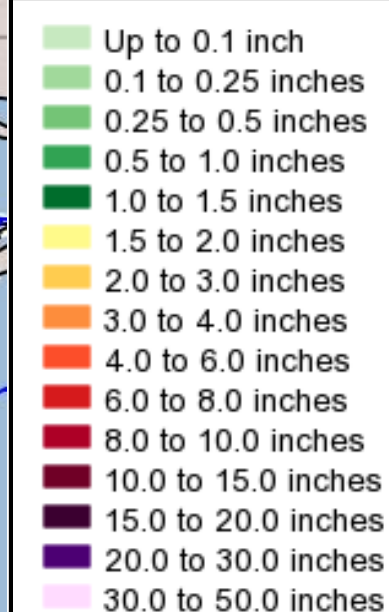 Up to 0.1 inch
0.1 to 0.25 inches
0.25 to 0.5 inches
0.5 to 1.0 inches
1.0 to 1.5 inches
1.5 to 2.0 inches
2.0 to 3.0 inches
3.0 to 4.0 inches
4.0 to 6.0 inches
6.0 to 8.0 inches
8.0 to 10.0 inches
10.0 to 15.0 inches
15.0 to 20.0 inches
20.0 to 30.0 inches
30.0 to 50.0 inches